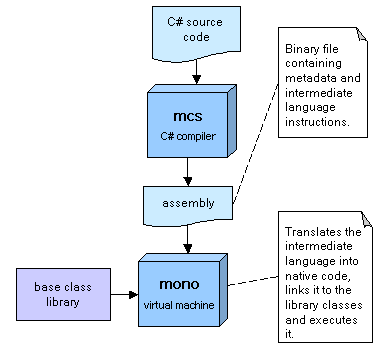 C# source
code
Binary file
containing
metadata and
intermediate
language
instructions.
mcs
C# compiler
assembly
Translates the
intermediate
language into
native code,
links it to the
library classes
and executes
it.
base class
library
mono
virtual machine